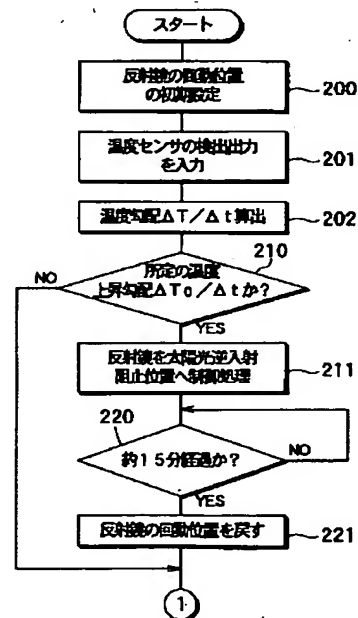 スタート
反射鏡の回動位置
の初期設定
200
温度センサの検出出力
を入力
201
温度勾配ΔT/Δt算出
202
210
所定の温度
上昇勾配ΔTo/Δtか?
NO
YES
反射鏡を太陽光逆入射
阻止位置へ制御処理
211
220
約15分経過か?
NO
YES
反射鏡の回動位置を戻す
221
1